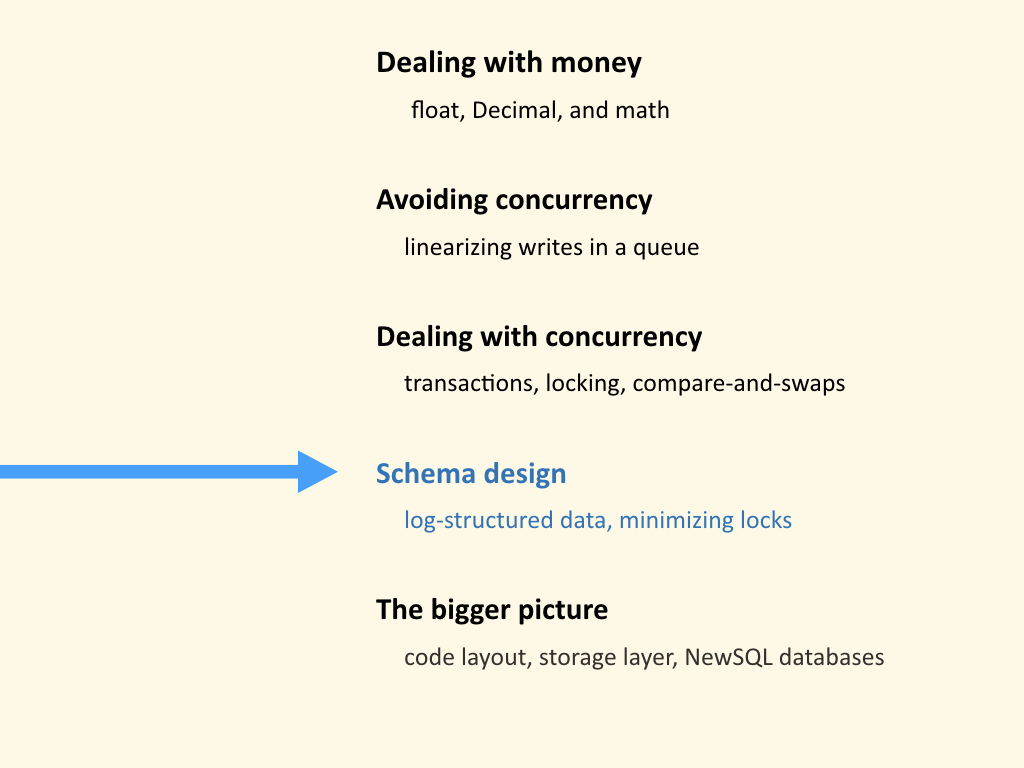 Dealing with money
float, Decimal, and math
Avoiding concurrency
linearizing writes in a queue
Dealing with concurrency
transactions, locking, compare-and-swaps
Schema design
log-structured data, minimizing locks
The bigger picture
code layout, storage layer, NewSQL databases